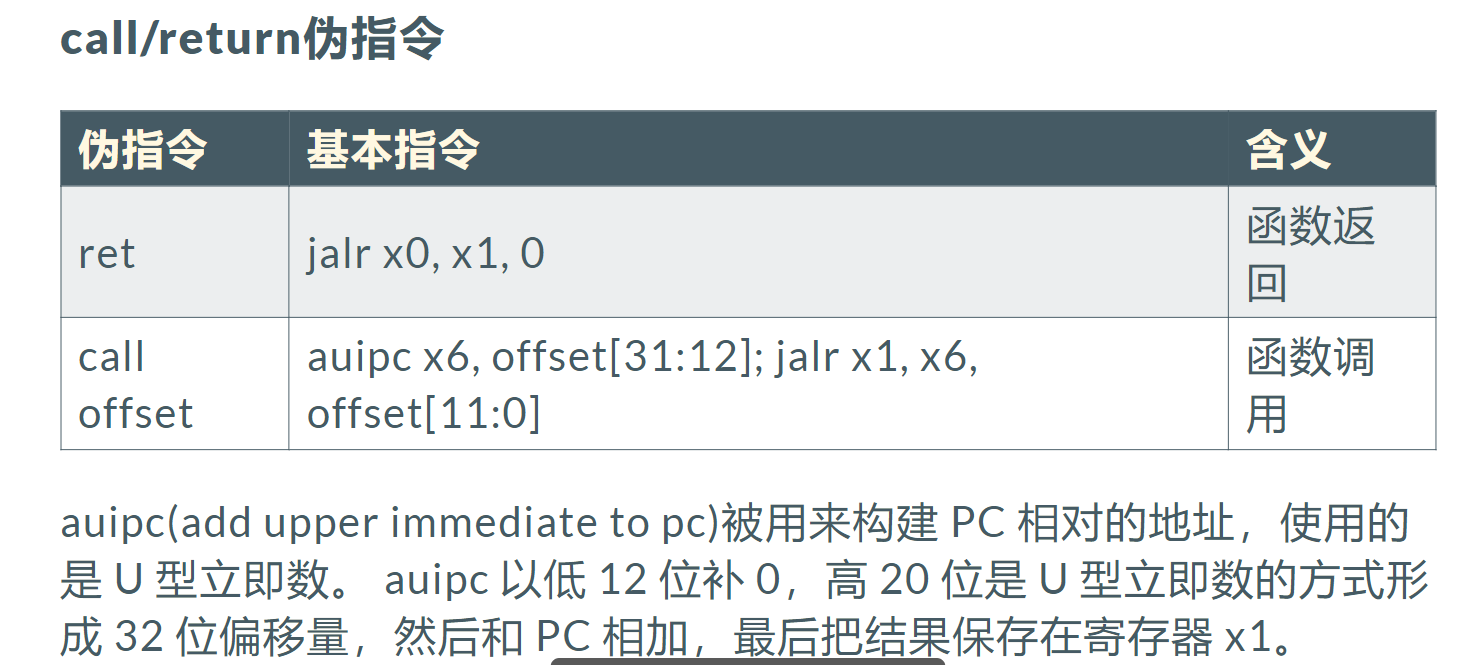 call/return伪指令
伪指令 基本指令 含义
ret jalr x0, x1, 0 函数返
回
call auipc x6, offset[31:12]; jalr x1, x6, 函数调
offset offset[11:0] 用
auipc(add upper immediate to pc)被用来构建 PC 相对的地址，使用的
是 U 型立即数。 auipc 以低 12 位补 0，高 20 位是 U 型立即数的方式形
成 32 位偏移量，然后和 PC 相加，最后把结果保存在寄存器 x1。